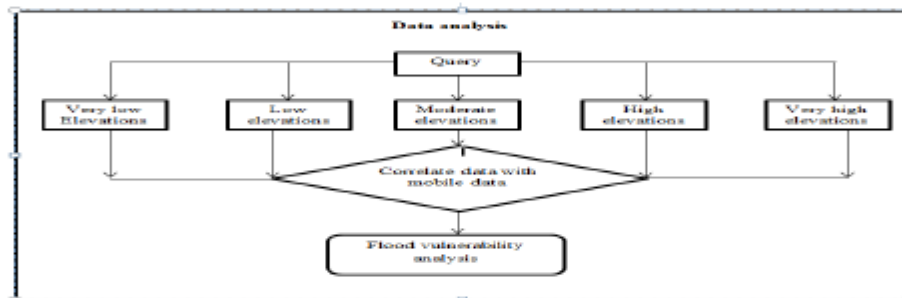 Data analysis
Query
Very low
Elevations
Low
elevations
Moderate
elevations
High
elevations
Very high
elevations
Correlate data with
mobile data
Flood vulnerability
analysis